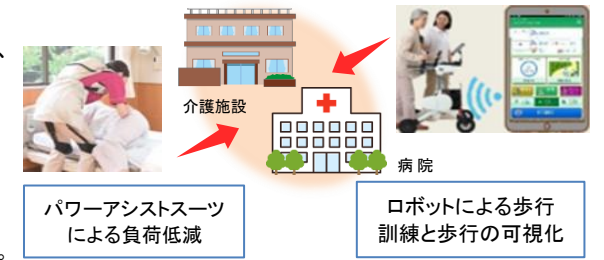 、
介護施設
病 院
パワーアシストスーツ
による負荷低減
ロボットによる歩行
訓練と歩行の可視化
。